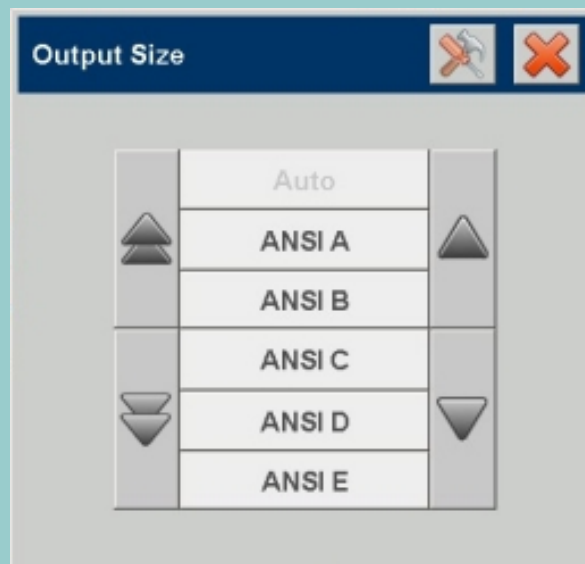 Output Size
Auto
ANSI A
ANSI B
ANSI C
ANSI D
ANSI E